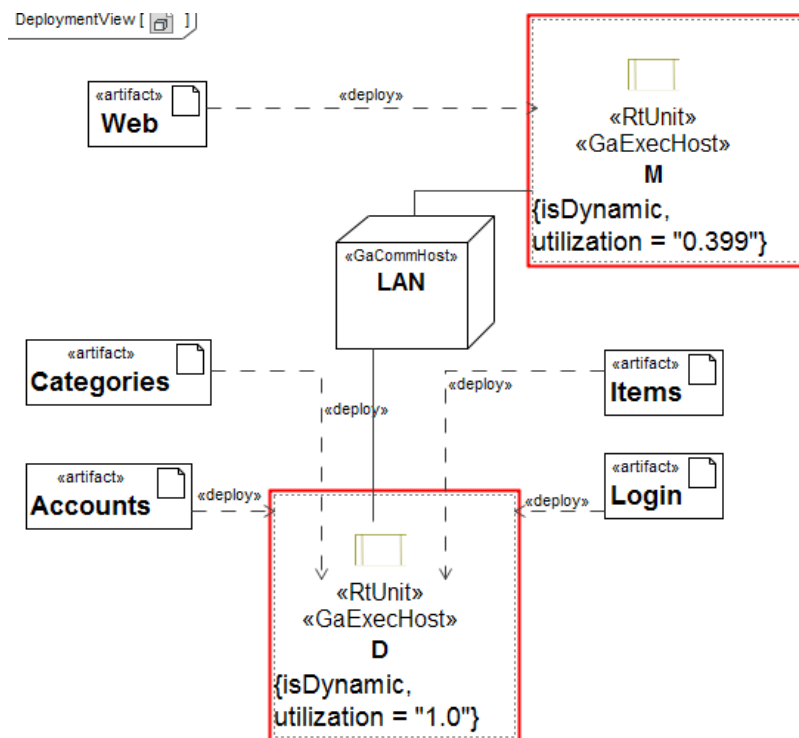 DeploymentView [ ]
«artifact»
Web
«deploy»
«RtUnit»
«GaExecHost»
M
{isDynamic,
utilization = "0.399"}
«GaCommHost»
LAN
«artifact»
Categories
«deploy»
«deploy»
«artifact»
Items
«artifact»
Accounts
«deploy»
«deploy»
«artifact»
Login
«RtUnit»
«GaExecHost»
D
{isDynamic,
utilization = "1.0"}